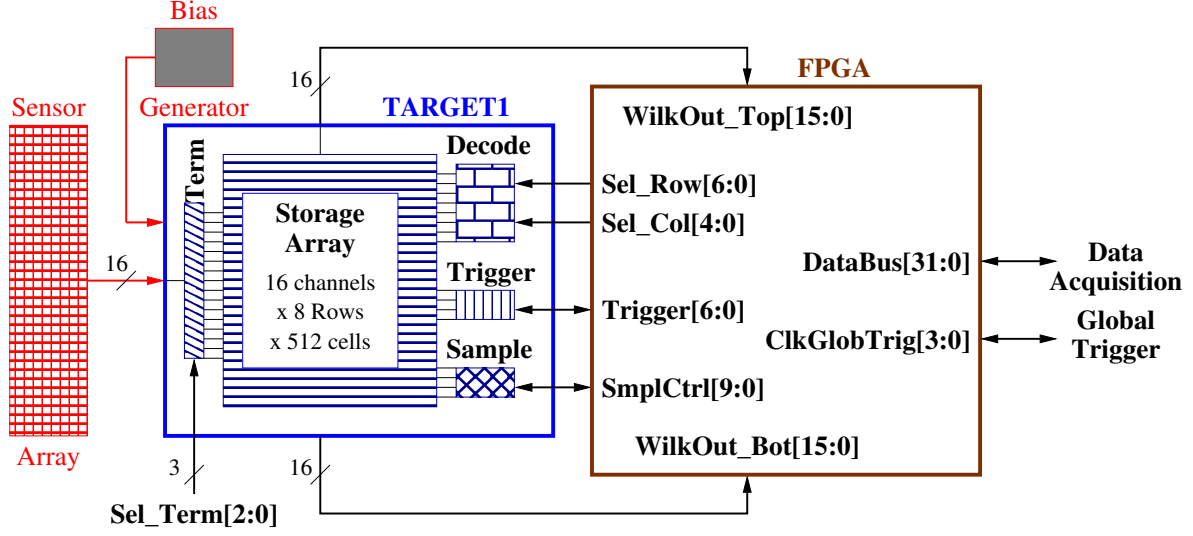 Bias
Generator
Sensor
Array
16
TARGET1
Term
Storage
Array
16 channels
x 8 Rows
x 512 cells
Decode
Trigger
Sample
16
16
3
Sel_Term[2:0]
FPGA
WilkOut_Top[15:0]
Sel_Row[6:0]
Sel_Col[4:0]
DataBus[31:0]
Trigger[6:0]
ClkGlobTrig[3:0]
SmplCtrl[9:0]
WilkOut_Bot[15:0]
Data
Acquisition
Global
Trigger